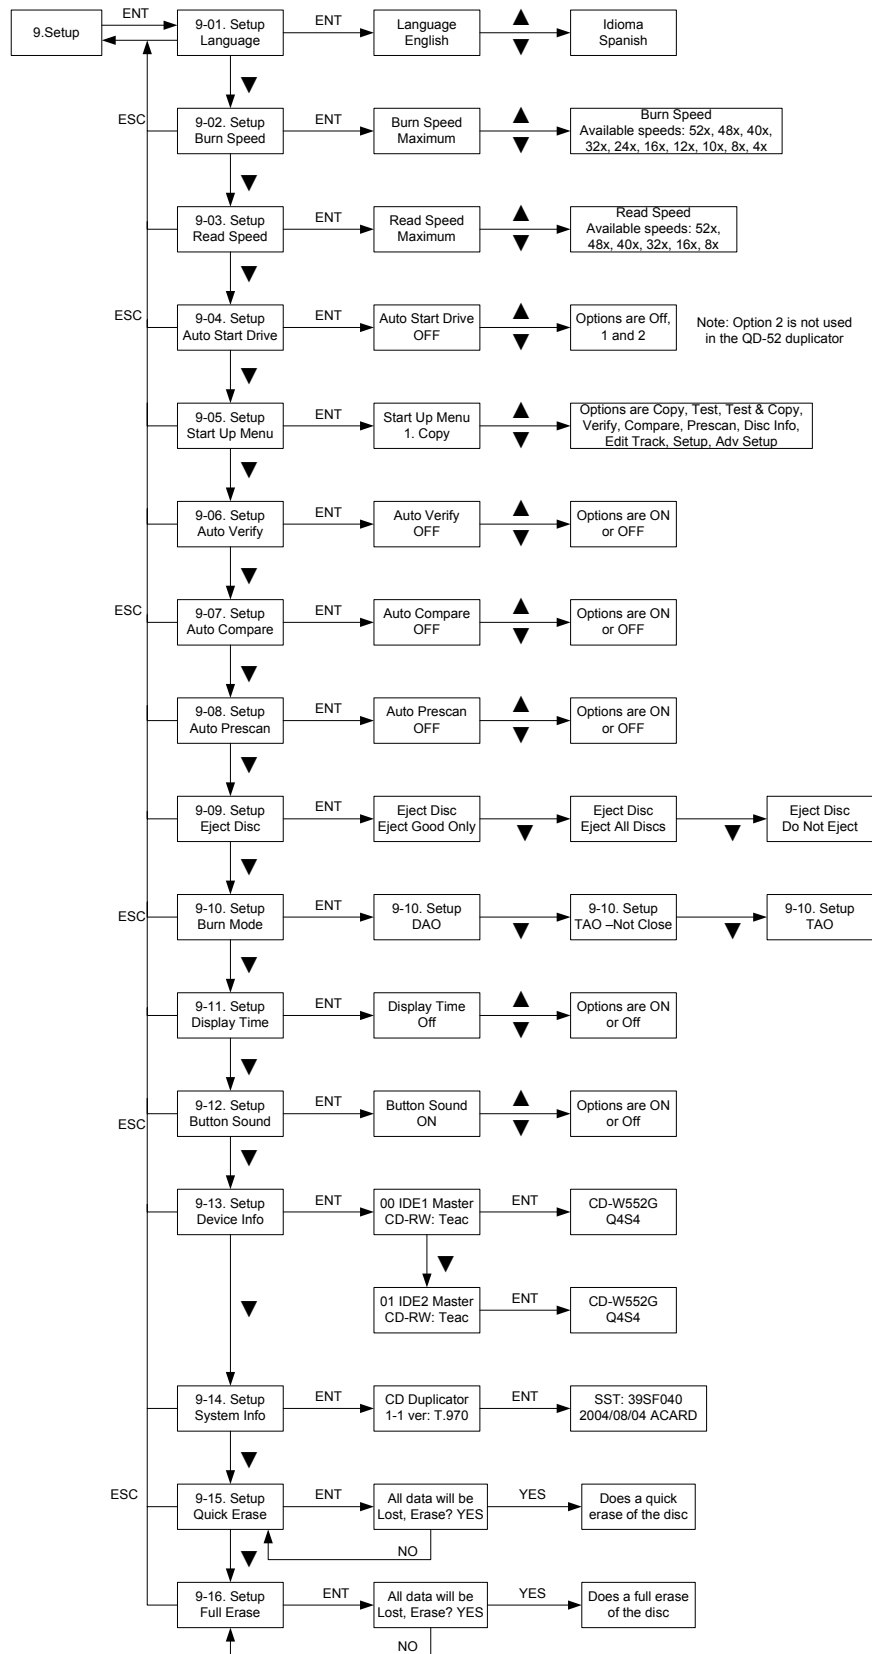 9.Setup
ENT
9-01. Setup
Language
ENT
Language
English
Idioma
Spanish
ESC
9-02. Setup
Burn Speed
ENT
Burn Speed
Maximum
Burn Speed
Available speeds: 52x, 48x, 40x,
32x, 24x, 16x, 12x, 10x, 8x, 4x
9-03. Setup
Read Speed
ENT
Read Speed
Maximum
Read Speed
Available speeds: 52x,
48x, 40x, 32x, 16x, 8x
ESC
9-04. Setup
Auto Start Drive
ENT
Auto Start Drive
OFF
Options are Off,
1 and 2
Note: Option 2 is not used
in the QD-52 duplicator
9-05. Setup
Start Up Menu
ENT
Start Up Menu
1. Copy
Options are Copy, Test, Test & Copy,
Verify, Compare, Prescan, Disc Info,
Edit Track, Setup, Adv Setup
9-06. Setup
Auto Verify
ENT
Auto Verify
OFF
Options are ON
or OFF
ESC
9-07. Setup
Auto Compare
ENT
Auto Compare
OFF
Options are ON
or OFF
9-08. Setup
Auto Prescan
ENT
Auto Prescan
OFF
Options are ON
or OFF
9-09. Setup
Eject Disc
ENT
Eject Disc
Eject Good Only
Eject Disc
Eject All Discs
Eject Disc
Do Not Eject
ESC
9-10. Setup
Burn Mode
ENT
9-10. Setup
DAO
9-10. Setup
TAO –Not Close
9-10. Setup
TAO
9-11. Setup
Display Time
ENT
Display Time
Off
Options are ON
or Off
ESC
9-12. Setup
Button Sound
ENT
Button Sound
ON
Options are ON
or Off
9-13. Setup
Device Info
ENT
00 IDE1 Master
CD-RW: Teac
ENT
CD-W552G
Q4S4
01 IDE2 Master
CD-RW: Teac
ENT
CD-W552G
Q4S4
9-14. Setup
System Info
ENT
CD Duplicator
1-1 ver: T.970
ENT
SST: 39SF040
2004/08/04 ACARD
ESC
9-15. Setup
Quick Erase
ENT
All data will be
Lost, Erase? YES
YES
Does a quick
erase of the disc
NO
9-16. Setup
Full Erase
ENT
All data will be
Lost, Erase? YES
YES
Does a full erase
of the disc
NO